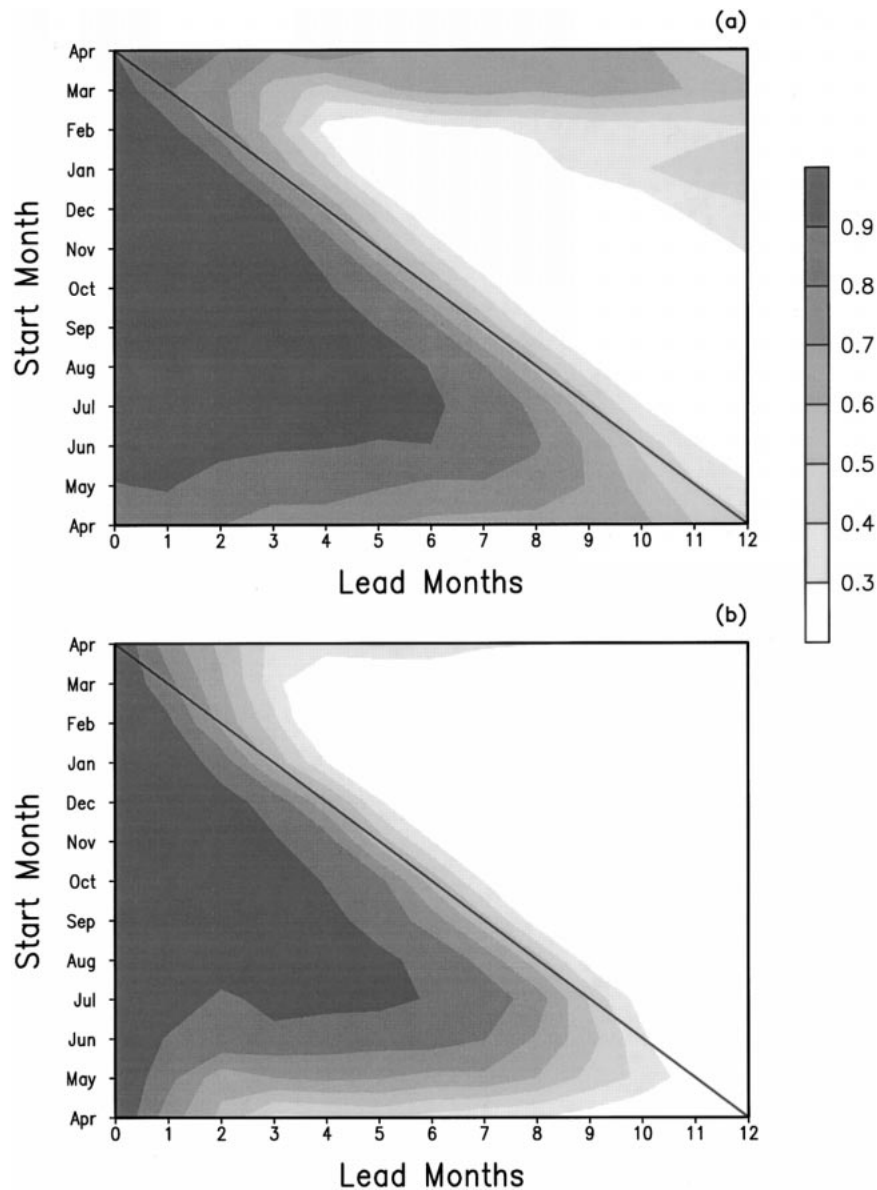 (a)
Apr
Mar
Feb
Jan
Dec
Nov
Oct
Sep
Aug
Jul
Jun
May
Apr
Start Month
0 1 2 3 4 5 6 7 8 9 10 11 12
Lead Months
0.9
0.8
0.7
0.6
0.5
0.4
0.3
(b)
Apr
Mar
Feb
Jan
Dec
Nov
Oct
Sep
Aug
Jul
Jun
May
Apr
Start Month
0 1 2 3 4 5 6 7 8 9 10 11 12
Lead Months